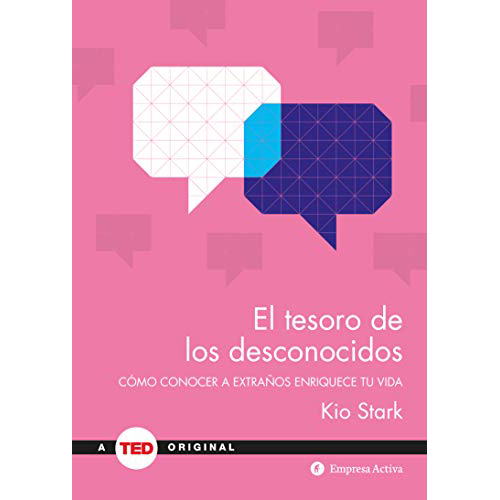 El tesoro de
los desconocidos
CÓMO CONOCER A EXTRAÑOS ENRIQUECE TU VIDA
Kio Stark
A TED ORIGINAL
Empresa Activa